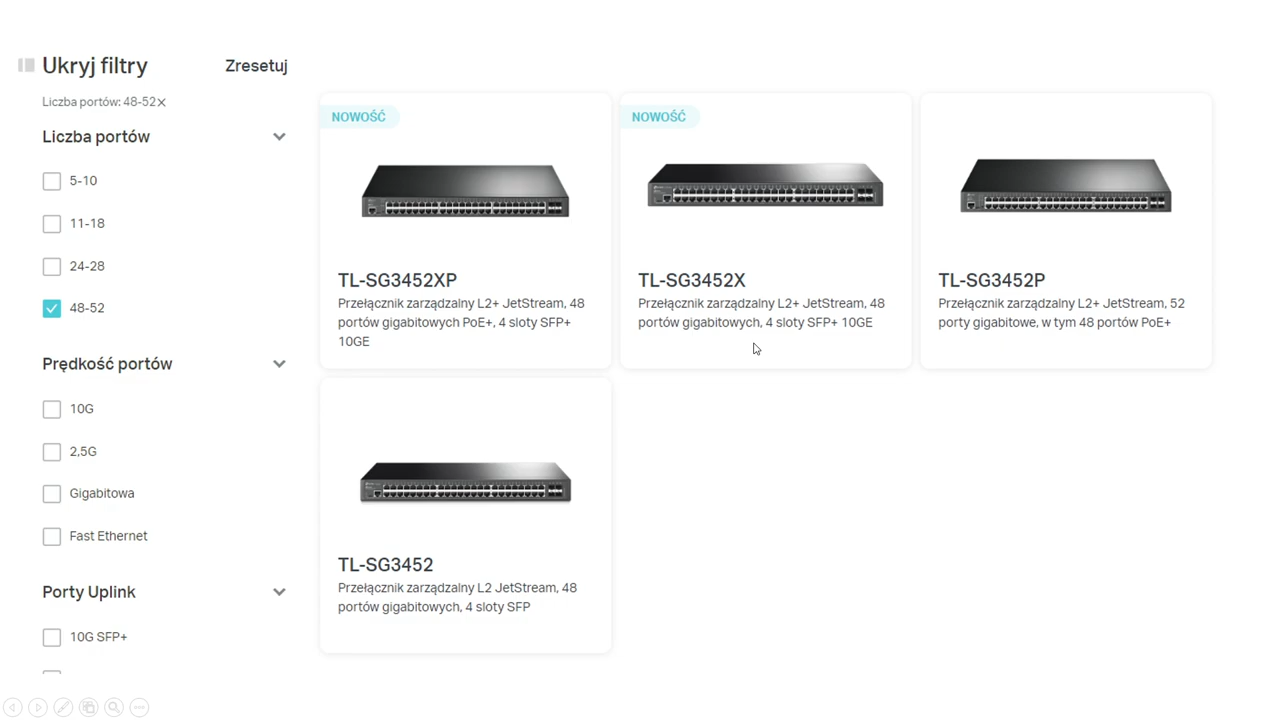 Ukryj filtry
Zresetuj
Liczba portów: 48-52×
Liczba portów
5-10
11-18
24-28
48-52
Prędkość portów
10G
2,5G
Gigabitowa
Fast Ethernet
Porty Uplink
10G SFP+
NOWOŚĆ
TL-SG3452XP
Przełącznik zarządzalny L2+ JetStream, 48
portów gigabitowych PoE+, 4 sloty SFP+
10GE
NOWOŚĆ
TL-SG3452X
Przełącznik zarządzalny L2+ JetStream, 48
portów gigabitowych, 4 sloty SFP+ 10GE
TL-SG3452P
Przełącznik zarządzalny L2+ JetStream, 52
porty gigabitowe, w tym 48 portów PoE+
TL-SG3452
Przełącznik zarządzalny L2 JetStream, 48
portów gigabitowych, 4 sloty SFP